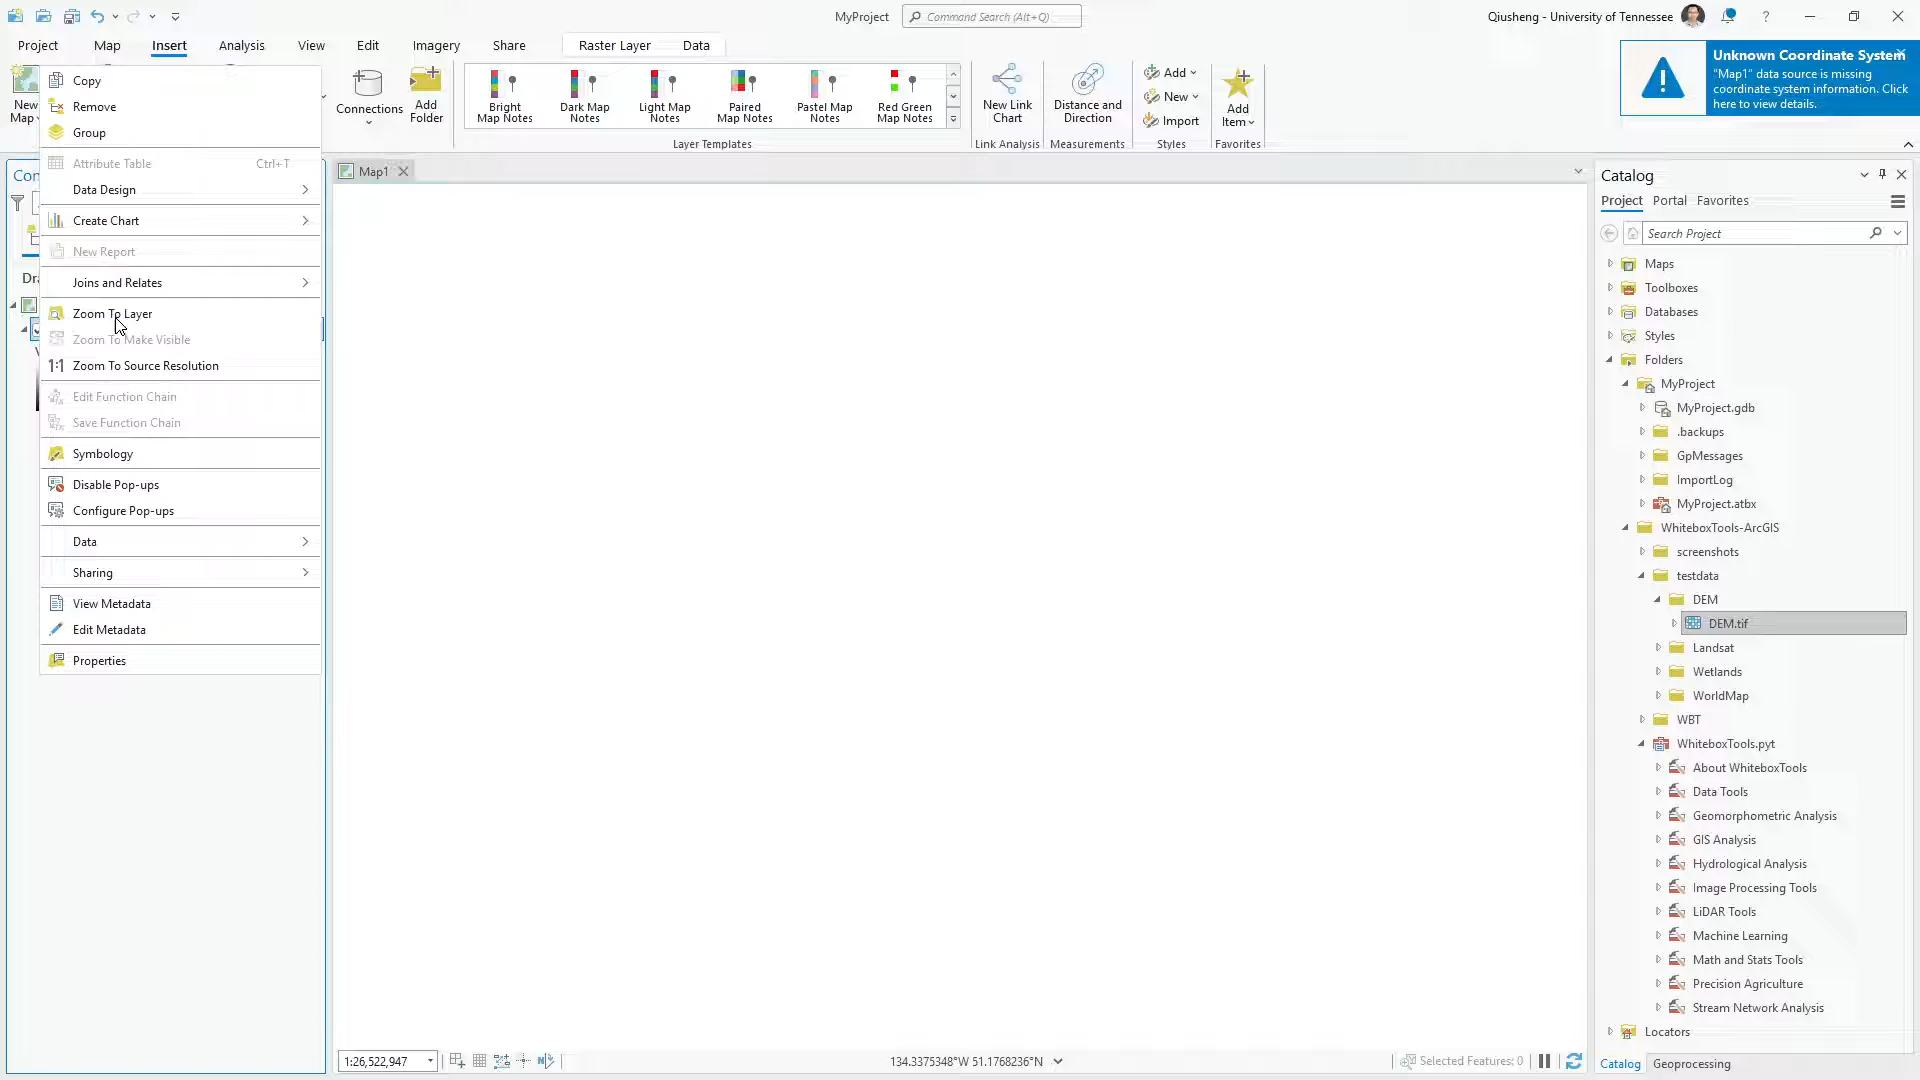 MyProject
Command Search (Alt+Q)
Qiusheng - University of Tennessee
?
Project
Map
Insert
Analysis
View
Edit
Imagery
Share
Raster Layer
Data
New
Map
Connections
Add
Folder
Bright
Map Notes
Dark Map
Notes
Light Map
Notes
Paired
Map Notes
Pastel Map
Notes
Red Green
Map Notes
Layer Templates
New Link
Chart
Link Analysis
Distance and
Direction
Measurements
Add
New
Import
Styles
Add
Item
Favorites
Unknown Coordinate System
"Map1" data source is missing
coordinate system information. Click
here to view details.
Copy
Remove
Group
Attribute Table Ctrl+T
Data Design
Create Chart
New Report
Joins and Relates
Zoom To Layer
Zoom To Make Visible
1:1 Zoom To Source Resolution
Edit Function Chain
Save Function Chain
Symbology
Disable Pop-ups
Configure Pop-ups
Data
Sharing
View Metadata
Edit Metadata
Properties
Con
Dra
Map1
1:26,522,947
134.3375348°W 51.1768236°N
Selected Features: 0
Catalog
Project Portal Favorites
Search Project
Maps
Toolboxes
Databases
Styles
Folders
MyProject
MyProject.gdb
.backups
GpMessages
ImportLog
MyProject.atbx
WhiteboxTools-ArcGIS
screenshots
testdata
DEM
DEM.tif
Landsat
Wetlands
WorldMap
WBT
WhiteboxTools.pyt
About WhiteboxTools
Data Tools
Geomorphometric Analysis
GIS Analysis
Hydrological Analysis
Image Processing Tools
LiDAR Tools
Machine Learning
Math and Stats Tools
Precision Agriculture
Stream Network Analysis
Locators
Catalog Geoprocessing